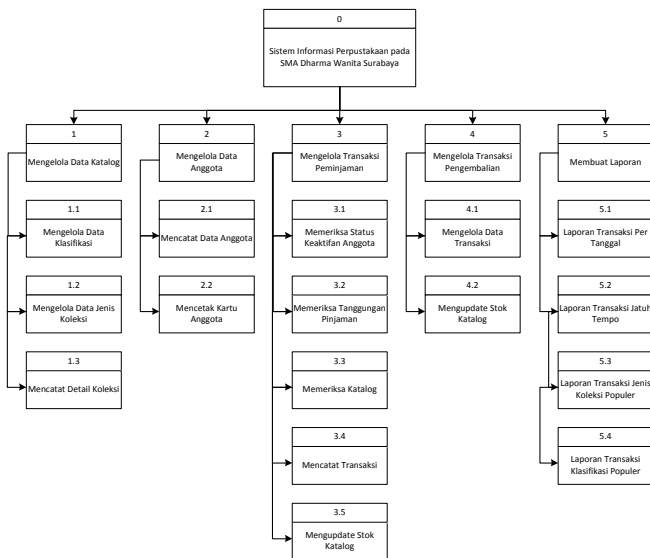 0
Sistem Informasi Perpustakaan pada
SMA Dharma Wanita Surabaya
1
Mengelola Data Katalog
2
Mengelola Data
Anggota
3
Mengelola Transaksi
Peminjaman
4
Mengelola Transaksi
Pengembalian
5
Membuat Laporan
1.1
Mengelola Data
Klasifikasi
2.1
Mencatat Data Anggota
3.1
Memeriksa Status
Keaktifan Anggota
4.1
Mengelola Data
Transaksi
5.1
Laporan Transaksi Per
Tanggal
1.2
Mengelola Data Jenis
Koleksi
2.2
Mencetak Kartu
Anggota
3.2
Memeriksa Tanggungan
Pinjaman
4.2
Mengupdate Stok
Katalog
5.2
Laporan Transaksi Jatuh
Tempo
1.3
Mencatat Detail Koleksi
3.3
Memeriksa Katalog
5.3
Laporan Transaksi Jenis
Koleksi Populer
3.4
Mencatat Transaksi
5.4
Laporan Transaksi
Klasifikasi Populer
3.5
Mengupdate Stok
Katalog